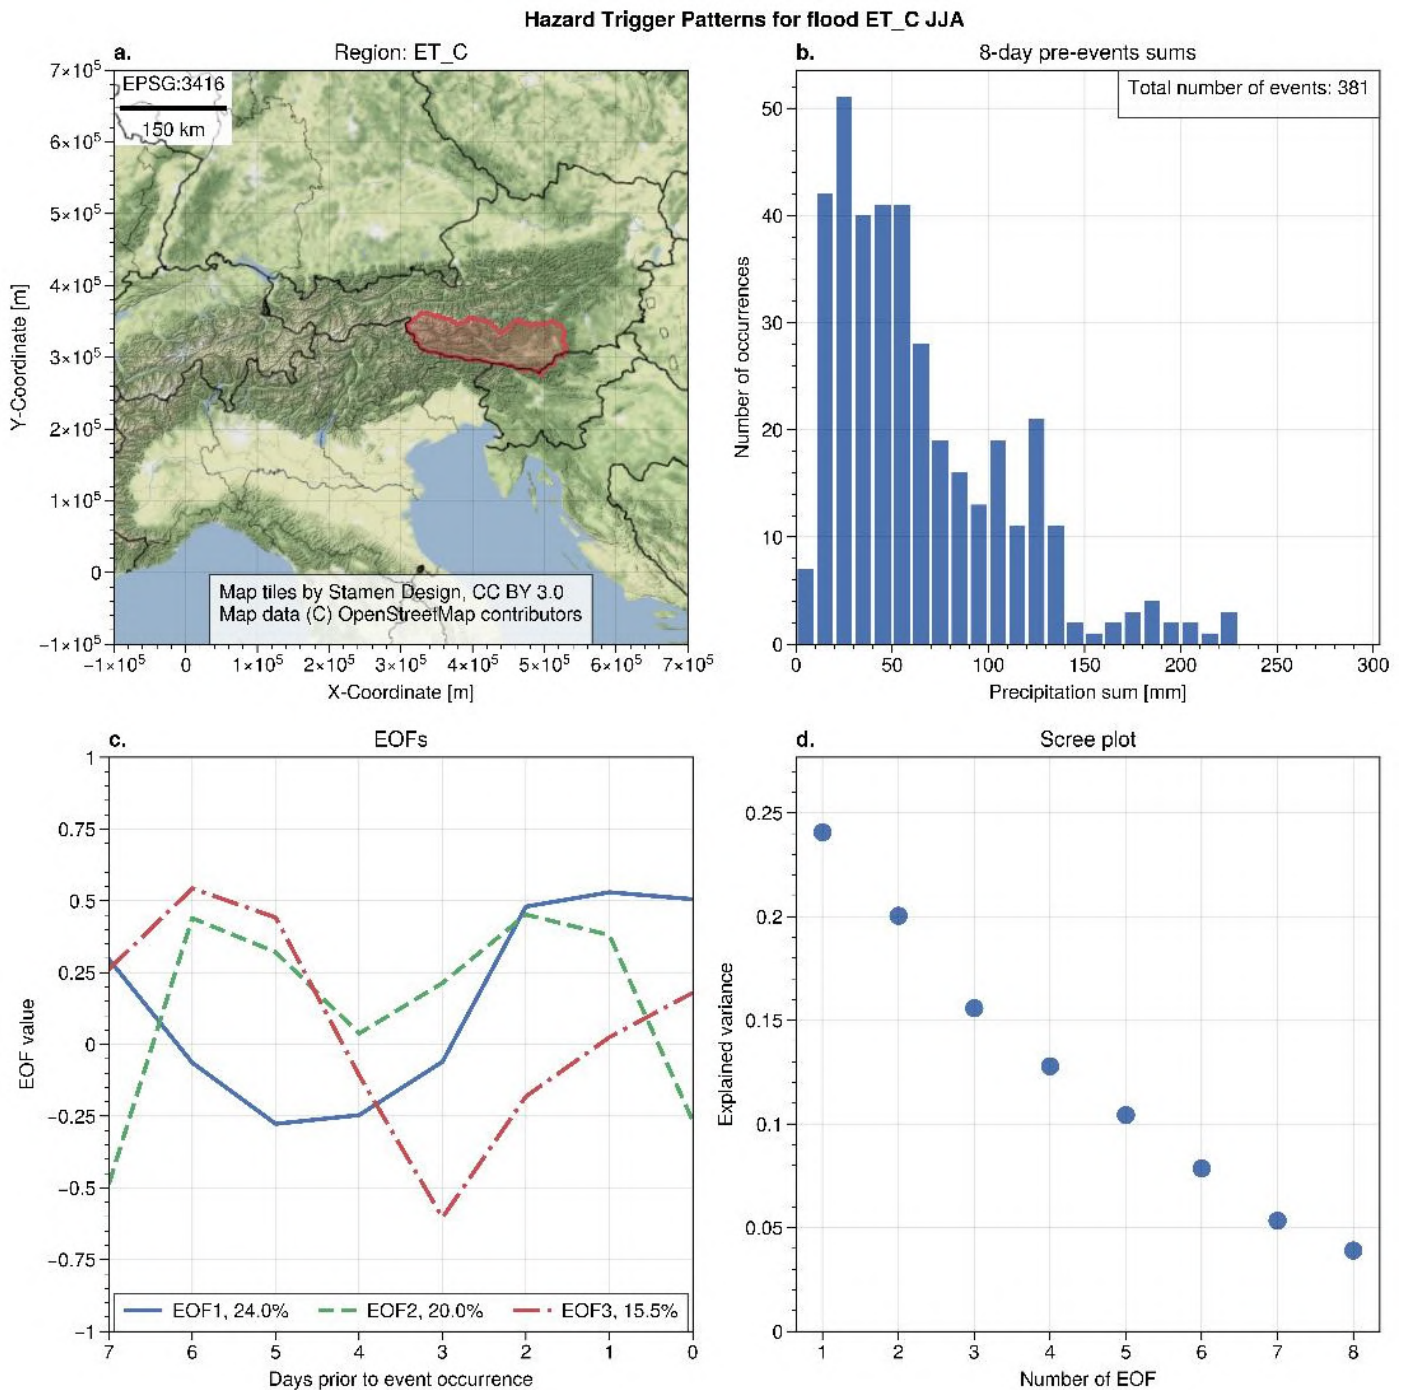 Hazard Trigger Patterns for flood ET_C JJA
a.
Region: ET_C
EPSG:3416
150 km
7×10⁵
6×10⁵
5×10⁵
4×10⁵
3×10⁵
2×10⁵
1×10⁵
0
−1×10⁵
Y-Coordinate [m]
Map tiles by Stamen Design, CC BY 3.0
Map data (C) OpenStreetMap contributors
−1×10⁵ 0 1×10⁵ 2×10⁵ 3×10⁵ 4×10⁵ 5×10⁵ 6×10⁵ 7×10⁵
X-Coordinate [m]
b.
8-day pre-events sums
Total number of events: 381
50
40
30
20
10
0
Number of occurrences
0 50 100 150 200 250 300
Precipitation sum [mm]
c.
EOFs
1
0.75
0.5
0.25
0
−0.25
−0.5
−0.75
−1
EOF value
EOF1, 24.0% EOF2, 20.0% EOF3, 15.5%
7 6 5 4 3 2 1 0
Days prior to event occurrence
d.
Scree plot
0.25
0.2
0.15
0.1
0.05
0
Explained variance
1 2 3 4 5 6 7 8
Number of EOF